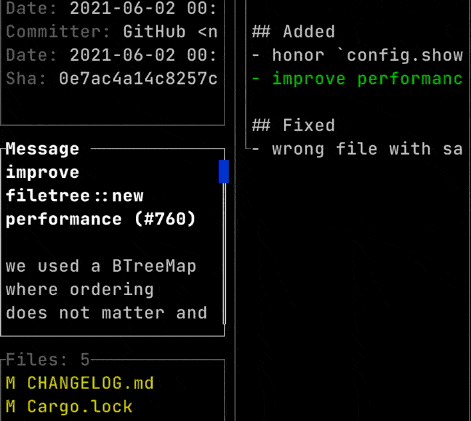 Date: 2021-06-02 00:
Committer: GitHub <n
Date: 2021-06-02 00:
Sha: 0e7ac4a14c8257c
Message
improve
filetree::new
performance (#760)
we used a BTreeMap
where ordering
does not matter and
Files: 5
M CHANGELOG.md
M Cargo.lock
## Added
- honor `config.show
- improve performanc
## Fixed
- wrong file with sa